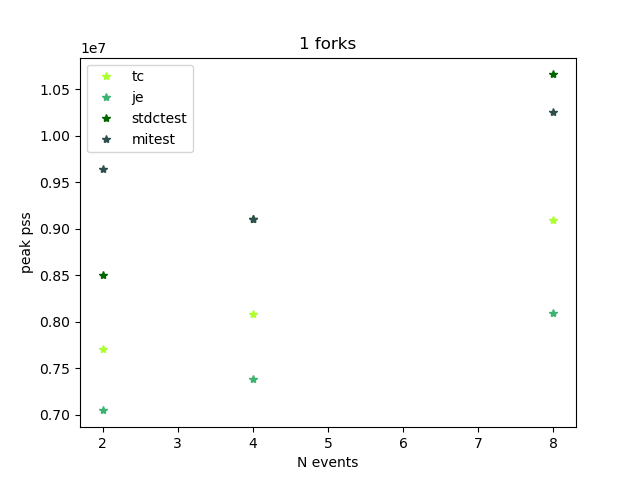 1 forks
1e7
tc
je
stdctest
mitest
1.05
1.00
0.95
0.90
0.85
0.80
0.75
0.70
peak pss
2 3 4 5 6 7 8
N events